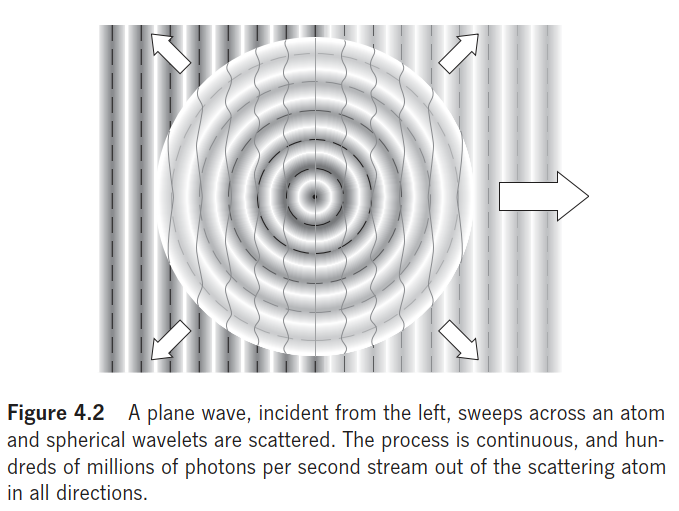 Figure 4.2 A plane wave, incident from the left, sweeps across an atom
and spherical wavelets are scattered. The process is continuous, and hun-
dreds of millions of photons per second stream out of the scattering atom
in all directions.